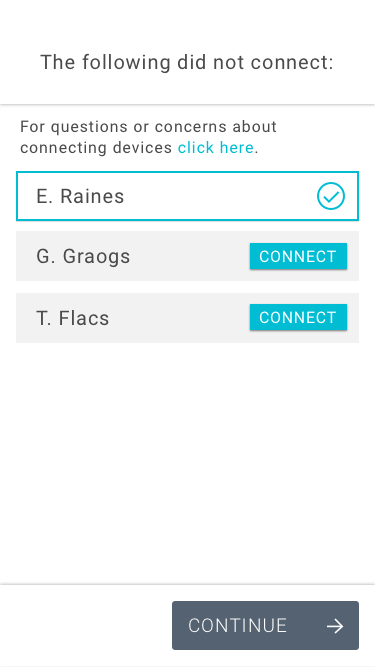 The following did not connect:
For questions or concerns about
connecting devices click here.
E. Raines
G. Graogs
CONNECT
T. Flacs
CONNECT
CONTINUE